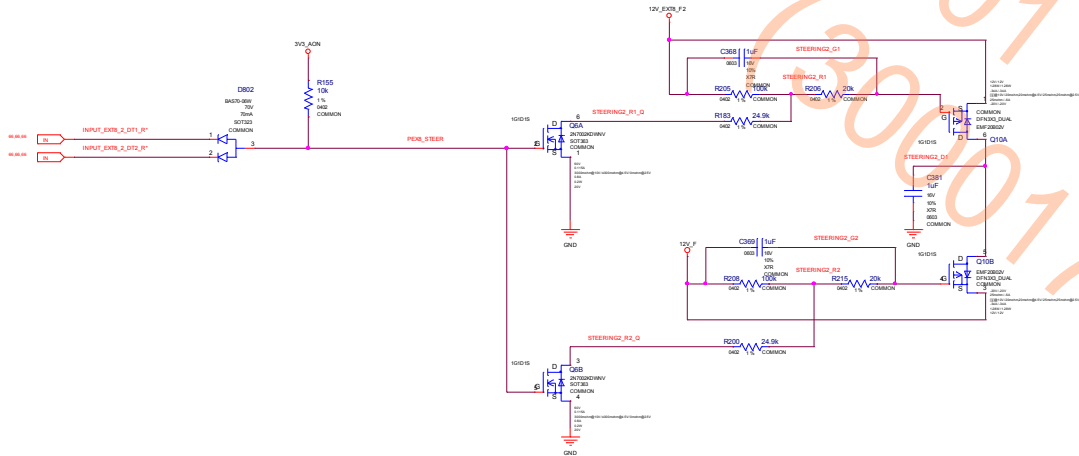 12V_EXT8_F2
3V3_AON
C368
1uF
0603
16V
10%
X7R
COMMON
STEERING2_G1
STEERING2_R1
R205
100k
0402
1 %
COMMON
R206
20k
0402
1 %
COMMON
R155
10k
1 %
0402
COMMON
D802
BAS70-06W
70V
70mA
SOT323
COMMON
R183
24.9k
0402
1 %
COMMON
STEERING2_R1_Q
IN
INPUT_EXT8_2_DT1_R*
1
IN
INPUT_EXT8_2_DT2_R*
2
3
PEX8_STEER
6
D
G
S
1
1G1D1S
Q6A
2N7002KDWNV
SOT363
COMMON
GND
2
G
S
D
6
1G1D1S
COMMON
DFN3X3_DUAL
EMF20B02V
Q10A
STEERING2_D1
C381
1uF
16V
10%
X7R
0603
COMMON
GND
12V_F
C369
1uF
0603
16V
10%
X7R
COMMON
STEERING2_G2
STEERING2_R2
R208
100k
0402
1 %
COMMON
R215
20k
0402
1 %
COMMON
1G1D1S
5
D
4
G
S
3
Q10B
EMF20B02V
DFN3X3_DUAL
COMMON
STEERING2_R2_Q
R200
24.9k
0402
1 %
COMMON
1G1D1S
3
D
5
G
S
4
Q6B
2N7002KDWNV
SOT363
COMMON
GND